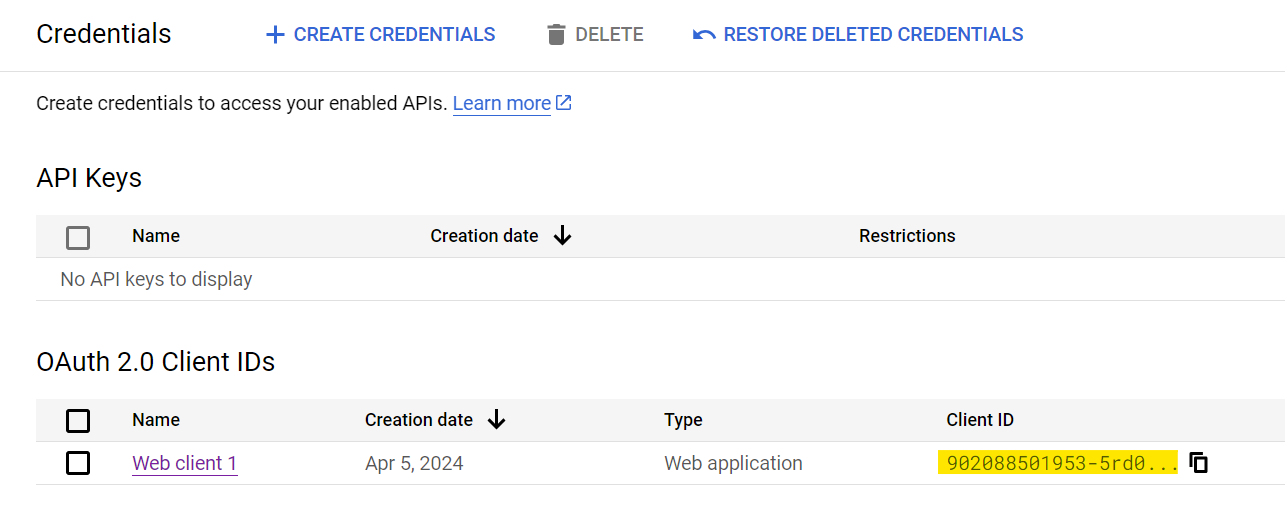 Credentials + CREATE CREDENTIALS DELETE RESTORE DELETED CREDENTIALS
Create credentials to access your enabled APIs. Learn more
API Keys
Name Creation date ↓ Restrictions
No API keys to display
OAuth 2.0 Client IDs
Name Creation date ↓ Type Client ID
Web client 1 Apr 5, 2024 Web application 902088501953-5rd0...